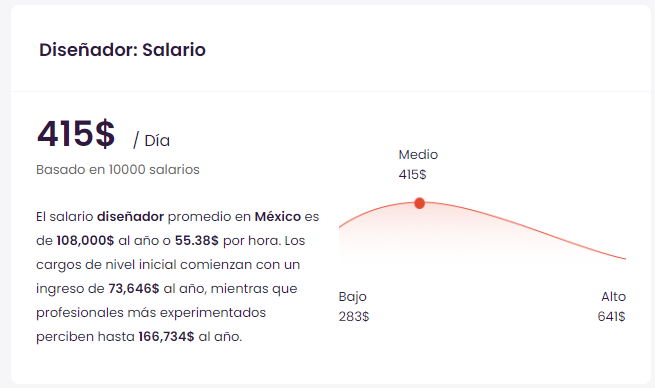 Diseñador: Salario
415$ / Día
Basado en 10000 salarios
El salario diseñador promedio en México es
de 108,000$ al año o 55.38$ por hora. Los
cargos de nivel inicial comienzan con un
ingreso de 73,646$ al año, mientras que
profesionales más experimentados
perciben hasta 166,734$ al año.
Medio
415$
Bajo
283$
Alto
641$